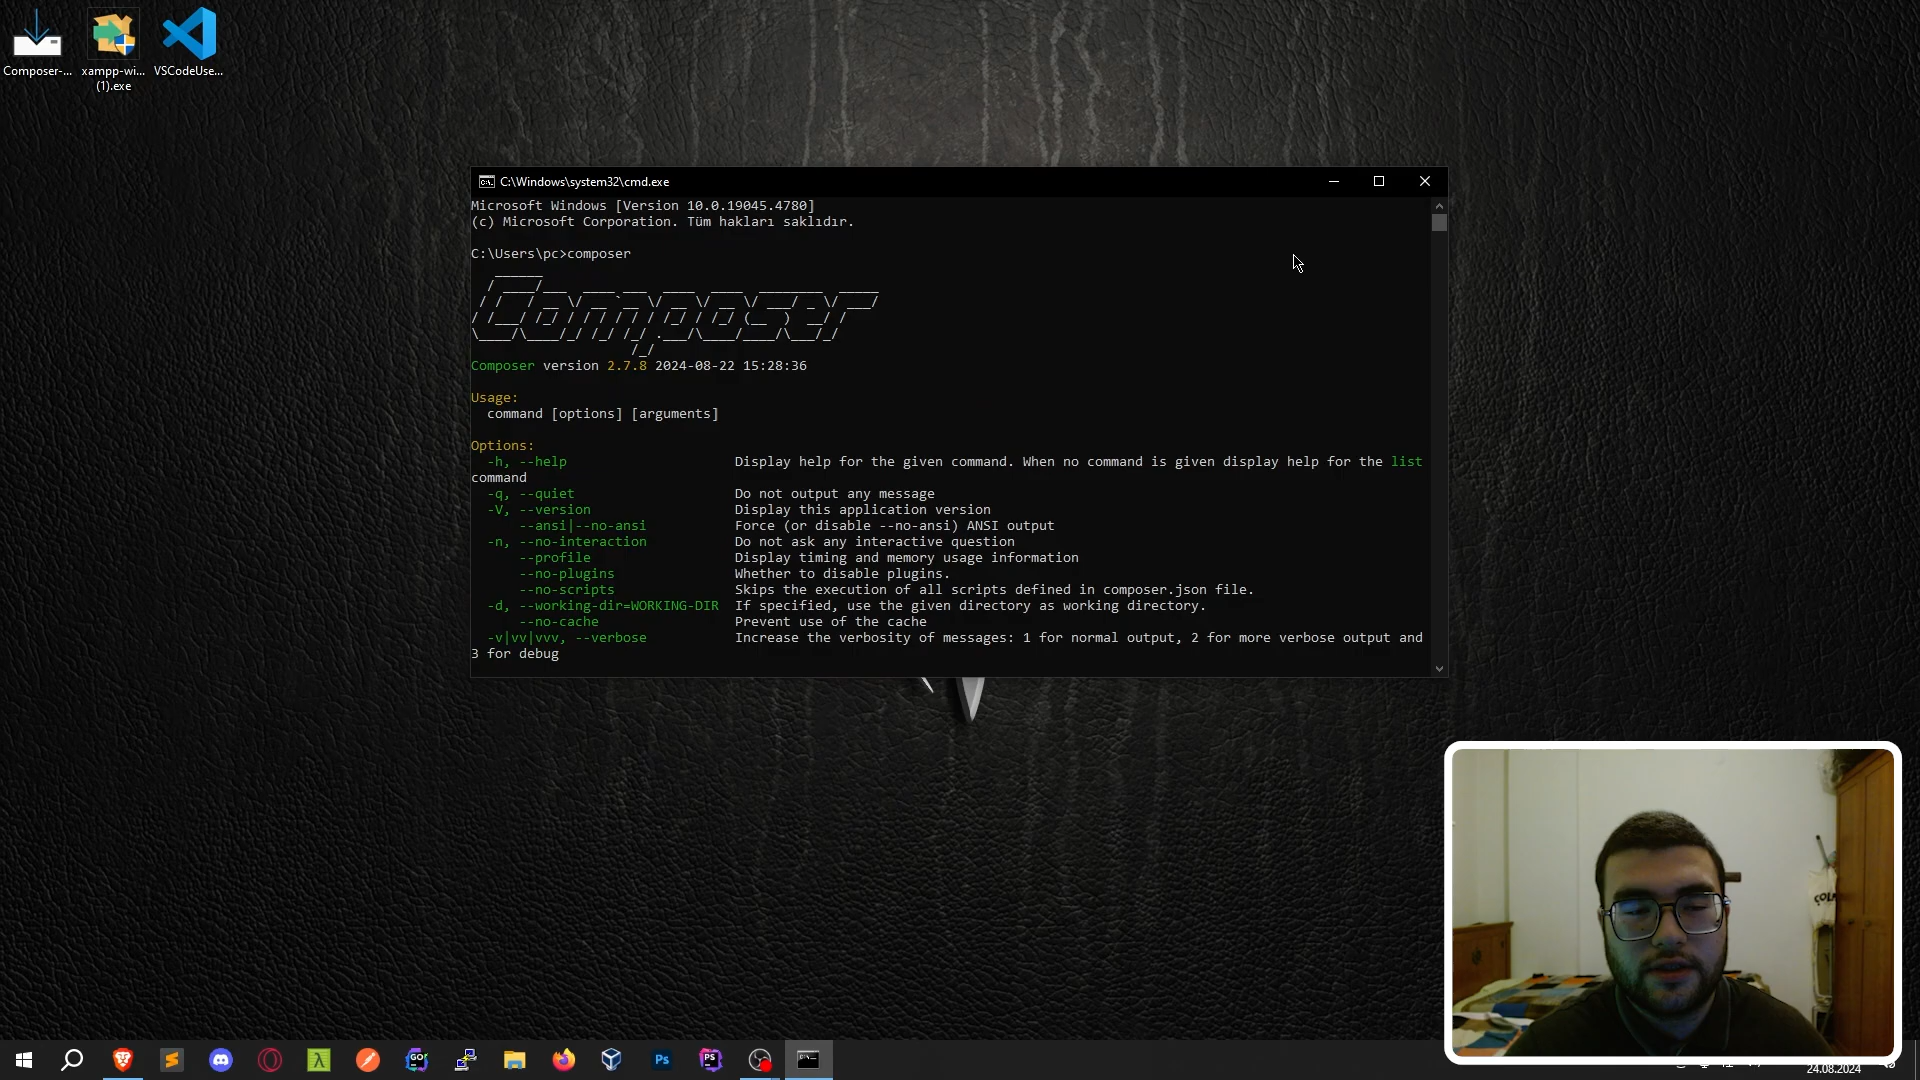 Composer-...
xampp-wi...
(1).exe
VSCodeUse...
C:\Windows\system32\cmd.exe
Microsoft Windows [Version 10.0.19045.4780]
(c) Microsoft Corporation. Tüm hakları saklıdır.
C:\Users\pc>composer
Composer
Composer version 2.7.8 2024-08-22 15:28:36
Usage:
command [options] [arguments]
Options:
-h, --help Display help for the given command. When no command is given display help for the list
command
-q, --quiet Do not output any message
-V, --version Display this application version
--ansi|--no-ansi Force (or disable --no-ansi) ANSI output
-n, --no-interaction Do not ask any interactive question
--profile Display timing and memory usage information
--no-plugins Whether to disable plugins.
--no-scripts Skips the execution of all scripts defined in composer.json file.
-d, --working-dir=WORKING-DIR If specified, use the given directory as working directory.
--no-cache Prevent use of the cache
-v|vv|vvv, --verbose Increase the verbosity of messages: 1 for normal output, 2 for more verbose output and
3 for debug
GO
Ps
PS
24.08.2024